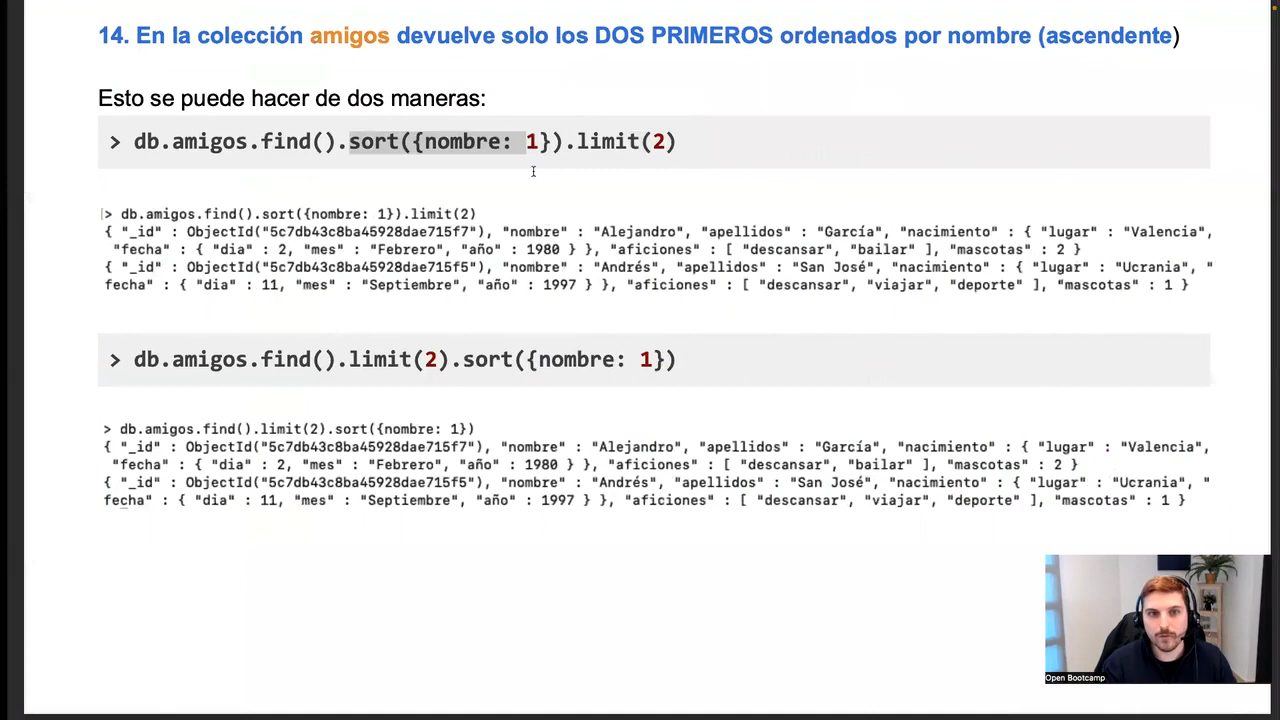 14. En la colección amigos devuelve solo los DOS PRIMEROS ordenados por nombre (ascendente)
Esto se puede hacer de dos maneras:
> db.amigos.find().sort({nombre: 1}).limit(2)
|> db.amigos.find().sort({nombre: 1}).limit(2)
{ "_id" : ObjectId("5c7db43c8ba45928dae715f7"), "nombre" : "Alejandro", "apellidos" : "García", "nacimiento" : { "lugar" : "Valencia",
"fecha" : { "dia" : 2, "mes" : "Febrero", "año" : 1980 } }, "aficiones" : [ "descansar", "bailar" ], "mascotas" : 2 }
{ "_id" : ObjectId("5c7db43c8ba45928dae715f5"), "nombre" : "Andrés", "apellidos" : "San José", "nacimiento" : { "lugar" : "Ucrania", "
fecha" : { "dia" : 11, "mes" : "Septiembre", "año" : 1997 } }, "aficiones" : [ "descansar", "viajar", "deporte" ], "mascotas" : 1 }
> db.amigos.find().limit(2).sort({nombre: 1})
> db.amigos.find().limit(2).sort({nombre: 1})
{ "_id" : ObjectId("5c7db43c8ba45928dae715f7"), "nombre" : "Alejandro", "apellidos" : "García", "nacimiento" : { "lugar" : "Valencia",
"fecha" : { "dia" : 2, "mes" : "Febrero", "año" : 1980 } }, "aficiones" : [ "descansar", "bailar" ], "mascotas" : 2 }
{ "_id" : ObjectId("5c7db43c8ba45928dae715f5"), "nombre" : "Andrés", "apellidos" : "San José", "nacimiento" : { "lugar" : "Ucrania", "
fecha" : { "dia" : 11, "mes" : "Septiembre", "año" : 1997 } }, "aficiones" : [ "descansar", "viajar", "deporte" ], "mascotas" : 1 }
Open Bootcamp